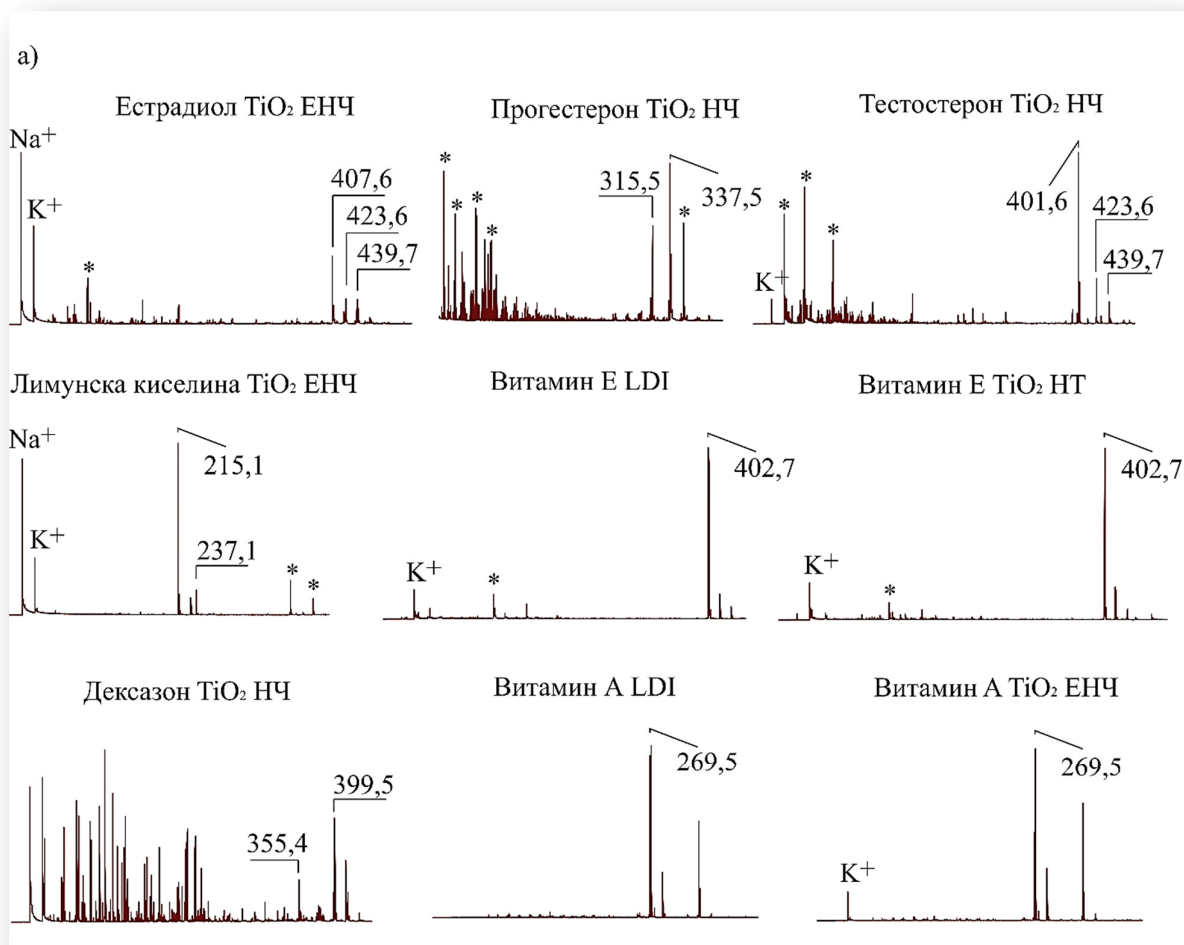 а)
Естрадиол TiO₂ ЕНЧ
Na⁺
K⁺
*
407,6
423,6
439,7
Прогестерон TiO₂ НЧ
*
*
*
*
315,5
337,5
*
Тестостерон TiO₂ НЧ
K⁺
*
*
*
401,6
423,6
439,7
Лимунска киселина TiO₂ ЕНЧ
Na⁺
K⁺
215,1
237,1
*
*
Витамин Е LDI
K⁺
*
402,7
Витамин Е TiO₂ НТ
K⁺
*
402,7
Дексазон TiO₂ НЧ
355,4
399,5
Витамин А LDI
269,5
Витамин А TiO₂ ЕНЧ
K⁺
269,5